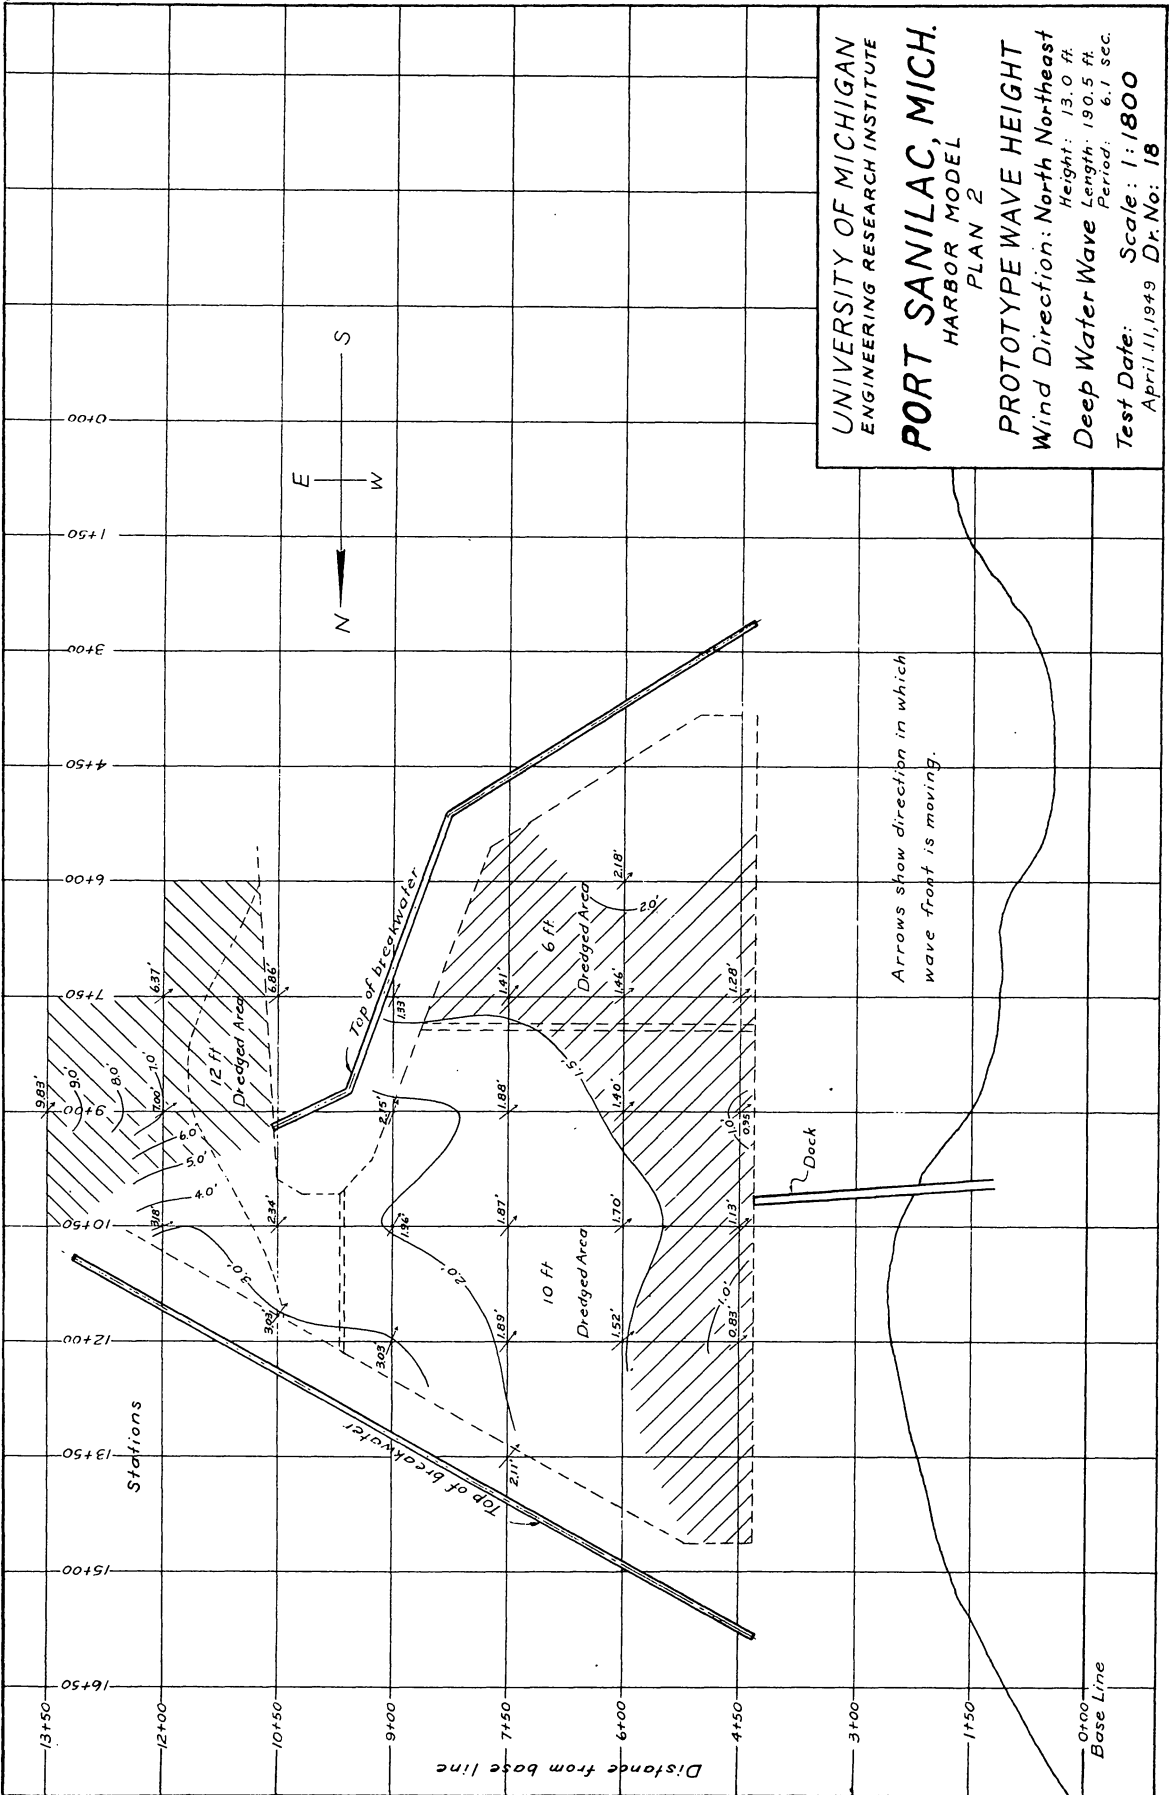 UNIVERSITY OF MICHIGAN
ENGINEERING RESEARCH INSTITUTE
PORT SANILAC, MICH.
HARBOR MODEL
PLAN 2
PROTOTYPE WAVE HEIGHT
Wind Direction: North Northeast
Height: 13.0 ft.
Deep Water Wave Length: 190.5 ft.
Period: 6.1 sec.
Test Date: Scale: 1:1800
April.11,1949 Dr. No: 18
Stations
16+50
15+00
13+50
12+00
10+50
9+00
7+50
6+00
4+50
3+00
1+50
0+00
Distance from base line
13+50
12+00
10+50
9+00
7+50
6+00
4+50
3+00
1+50
0+00
Base Line
N
S
E
W
Arrows show direction in which
wave front is moving.
Top of breakwater
Top of breakwater
Dock
12 ft
Dredged Area
6 ft
Dredged Area
10 ft
Dredged Area
9.83'
9.0'
8.0'
7.0'
7.00'
6.37'
6.0'
5.0'
4.0'
3.18'
6.86'
2.34'
3.03'
3.0'
3.03'
1.96'
2.15'
1.33'
2.0'
2.11'
1.89'
1.87'
1.88'
1.41'
1.5'
1.52'
1.70'
1.40'
1.46'
2.18'
2.0'
1.0'
0.83'
1.13'
1.0'
0.95'
1.28'